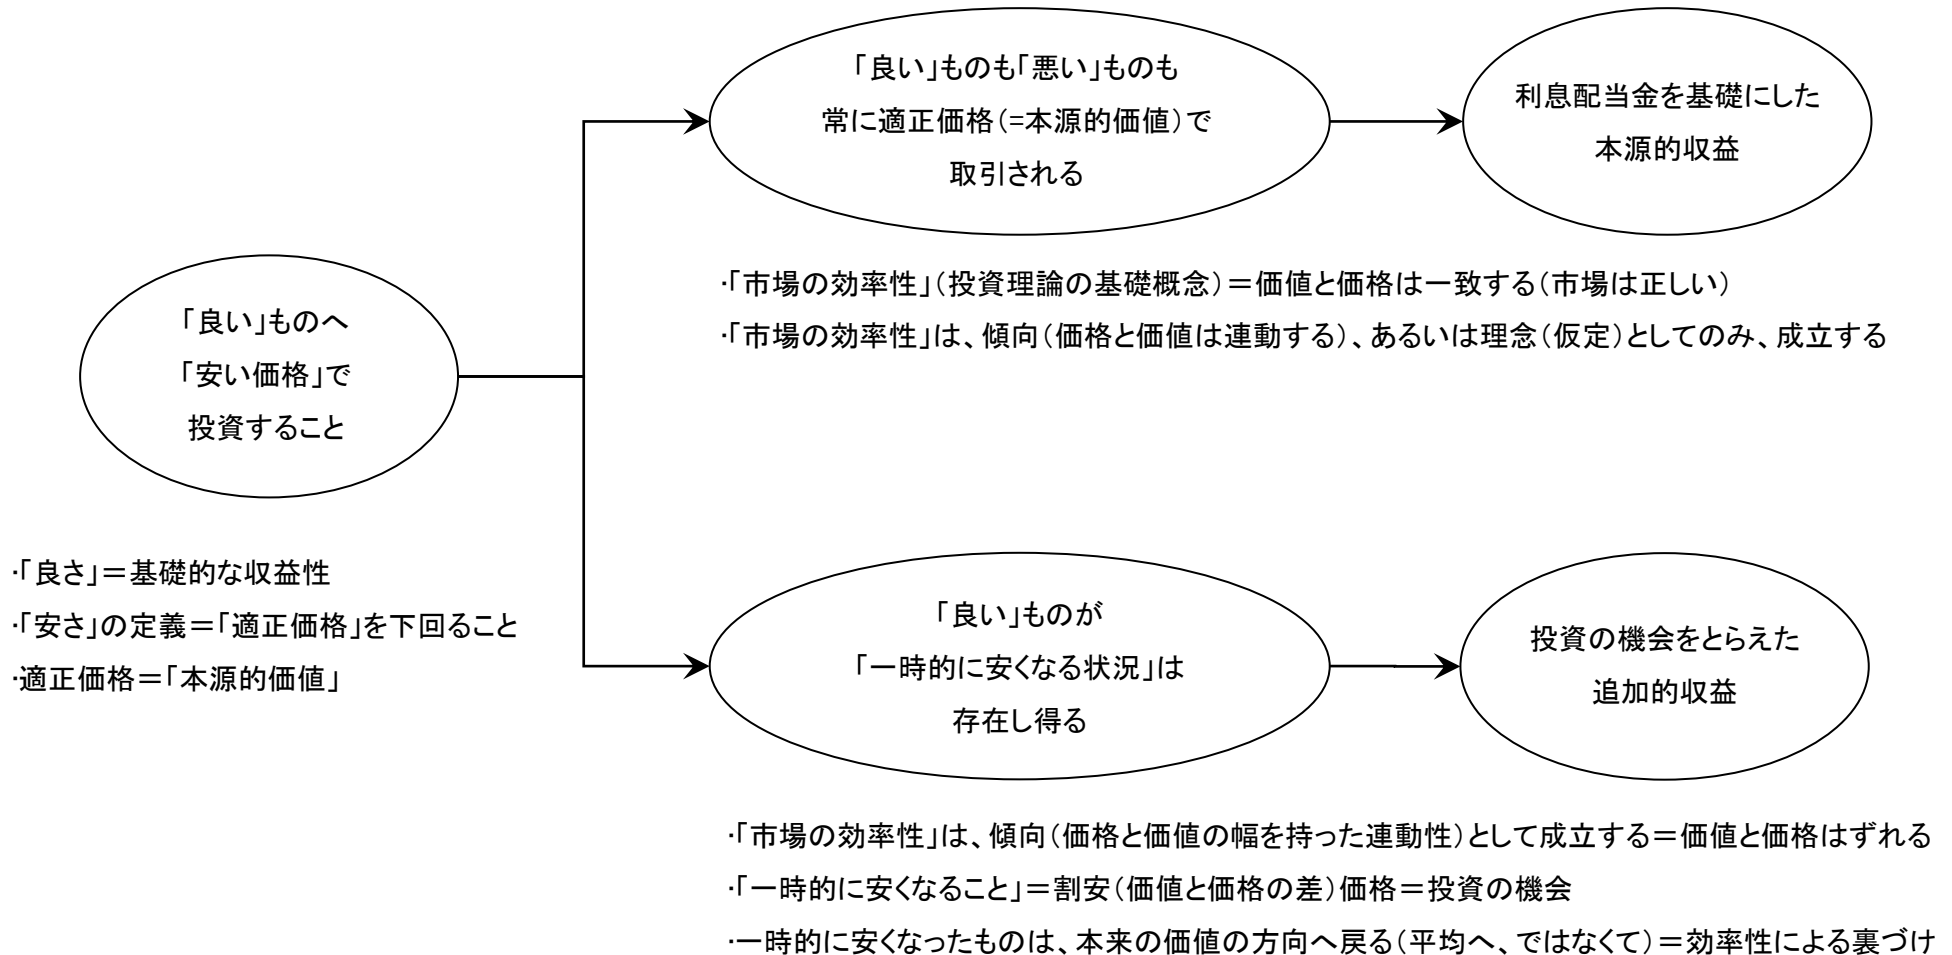 「良い」ものへ
「安い価格」で
投資すること
・「良さ」＝基礎的な収益性
・「安さ」の定義＝「適正価格」を下回ること
・適正価格＝「本源的価値」
「良い」ものも「悪い」ものも
常に適正価格（=本源的価値）で
取引される
利息配当金を基礎にした
本源的収益
・「市場の効率性」（投資理論の基礎概念）＝価値と価格は一致する（市場は正しい）
・「市場の効率性」は、傾向（価格と価値は連動する）、あるいは理念（仮定）としてのみ、成立する
「良い」ものが
「一時的に安くなる状況」は
存在し得る
投資の機会をとらえた
追加的収益
・「市場の効率性」は、傾向（価格と価値の幅を持った連動性）として成立する＝価値と価格はずれる
・「一時的に安くなること」＝割安（価値と価格の差）価格＝投資の機会
・一時的に安くなったものは、本来の価値の方向へ戻る（平均へ、ではなくて）＝効率性による裏づけ